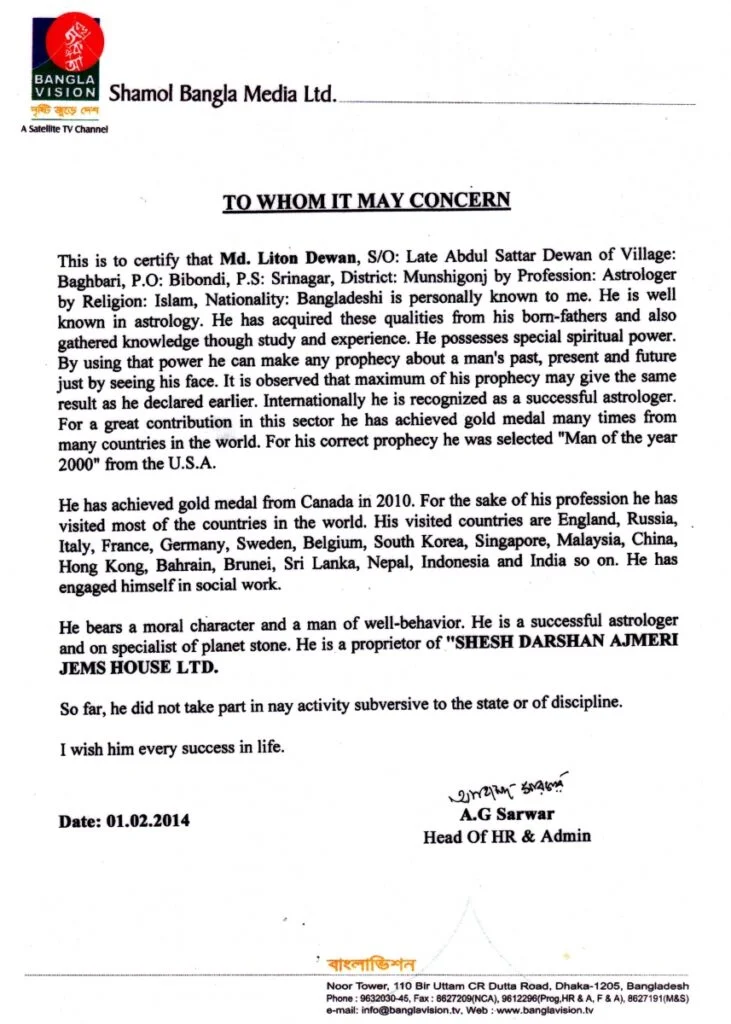 BANGLA
VISION
দৃষ্টি জুড়ে দেশ
A Satellite TV Channel
Shamol Bangla Media Ltd.
TO WHOM IT MAY CONCERN
This is to certify that Md. Liton Dewan, S/O: Late Abdul Sattar Dewan of Village:
Baghbari, P.O: Bibondi, P.S: Srinagar, District: Munshigonj by Profession: Astrologer
by Religion: Islam, Nationality: Bangladeshi is personally known to me. He is well
known in astrology. He has acquired these qualities from his born-fathers and also
gathered knowledge though study and experience. He possesses special spiritual power.
By using that power he can make any prophecy about a man's past, present and future
just by seeing his face. It is observed that maximum of his prophecy may give the same
result as he declared earlier. Internationally he is recognized as a successful astrologer.
For a great contribution in this sector he has achieved gold medal many times from
many countries in the world. For his correct prophecy he was selected "Man of the year
2000" from the U.S.A.
He has achieved gold medal from Canada in 2010. For the sake of his profession he has
visited most of the countries in the world. His visited countries are England, Russia,
Italy, France, Germany, Sweden, Belgium, South Korea, Singapore, Malaysia, China,
Hong Kong, Bahrain, Brunei, Sri Lanka, Nepal, Indonesia and India so on. He has
engaged himself in social work.
He bears a moral character and a man of well-behavior. He is a successful astrologer
and on specialist of planet stone. He is a proprietor of "SHESH DARSHAN AJMERI
JEMS HOUSE LTD.
So far, he did not take part in nay activity subversive to the state or of discipline.
I wish him every success in life.
Date: 01.02.2014
A.G Sarwar
Head Of HR & Admin
বাংলাভিশন
Noor Tower, 110 Bir Uttam CR Dutta Road, Dhaka-1205, Bangladesh
Phone : 9632030-45, Fax : 8627209(NCA), 9612296(Prog,HR & A, F & A), 8627191(M&S)
e-mail: info@banglavision.tv, Web : www.banglavision.tv